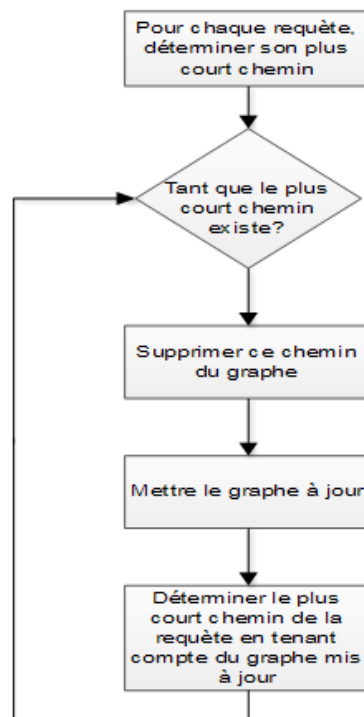 Pour chaque requête,
déterminer son plus
court chemin
Tant que le plus
court chemin
existe?
Supprimer ce chemin
du graphe
Mettre le graphe à jour
Déterminer le plus
court chemin de la
requète en tenant
compte du graphe mis
à jour